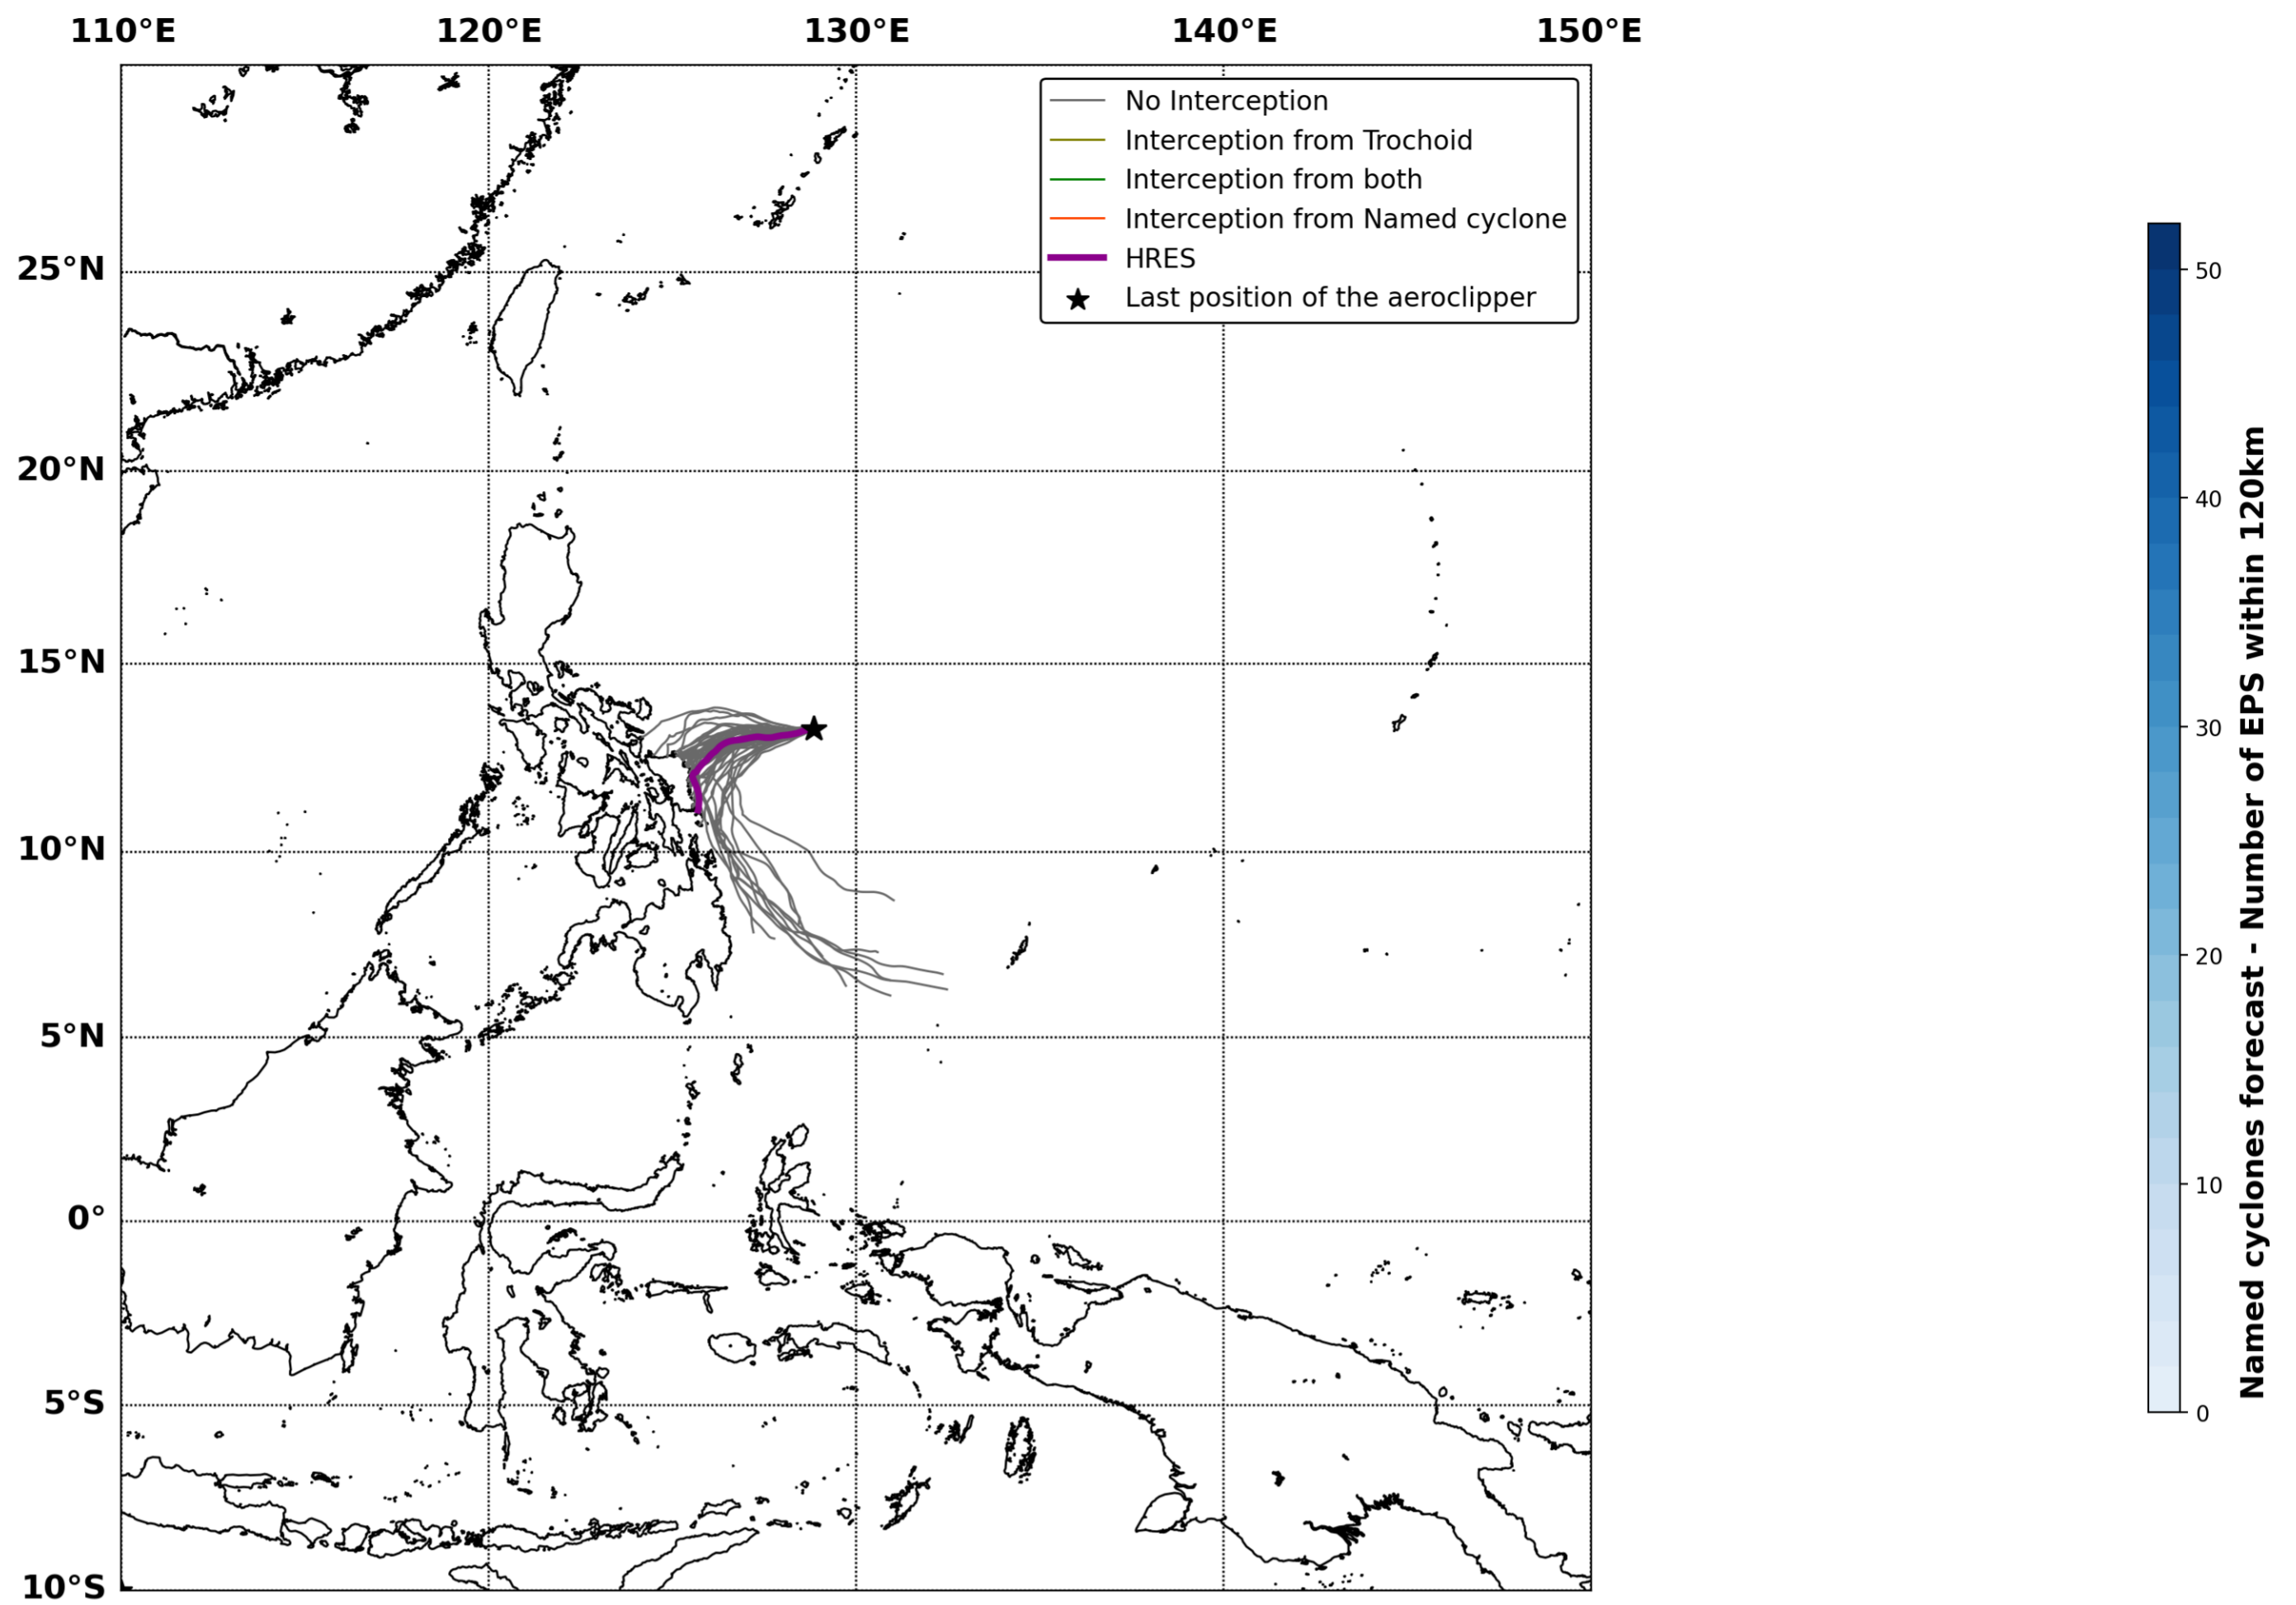 110°E 120°E 130°E 140°E 150°E
No Interception
Interception from Trochoid
Interception from both
Interception from Named cyclone
HRES
Last position of the aeroclipper
25°N
20°N
15°N
10°N
5°N
0°
5°S
10°S
50
40
30
20
10
0
Named cyclones forecast - Number of EPS within 120km